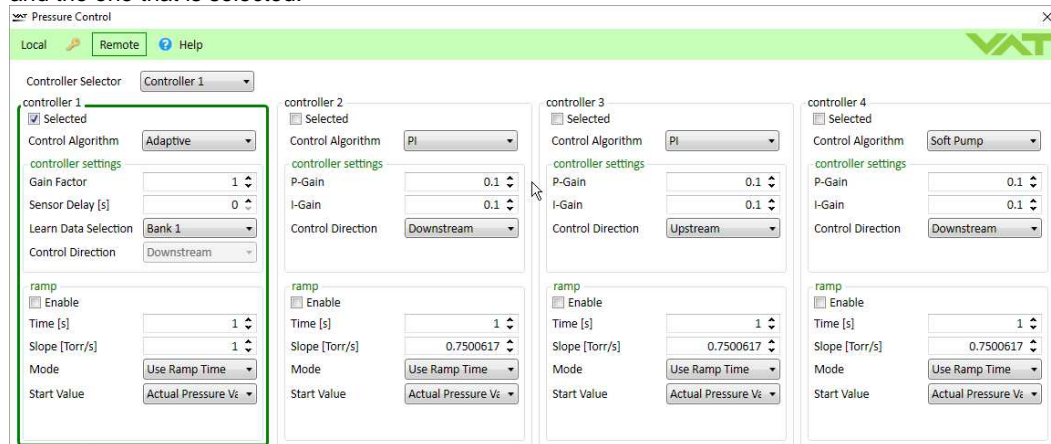 and the one that is selected.
VAT Pressure Control
Local Remote Help VAT
Controller Selector Controller 1
controller 1 controller 2 controller 3 controller 4
Selected Selected Selected Selected
Control Algorithm Adaptive Control Algorithm PI Control Algorithm PI Control Algorithm Soft Pump
controller settings controller settings controller settings controller settings
Gain Factor 1 P-Gain 0.1 P-Gain 0.1 P-Gain 0.1
Sensor Delay [s] 0 I-Gain 0.1 I-Gain 0.1 I-Gain 0.1
Learn Data Selection Bank 1 Control Direction Downstream Control Direction Upstream Control Direction Downstream
Control Direction Downstream
ramp ramp ramp ramp
Enable Enable Enable Enable
Time [s] 1 Time [s] 1 Time [s] 1 Time [s] 1
Slope [Torr/s] 1 Slope [Torr/s] 0.7500617 Slope [Torr/s] 0.7500617 Slope [Torr/s] 0.7500617
Mode Use Ramp Time Mode Use Ramp Time Mode Use Ramp Time Mode Use Ramp Time
Start Value Actual Pressure Va Start Value Actual Pressure Va Start Value Actual Pressure Va Start Value Actual Pressure Va